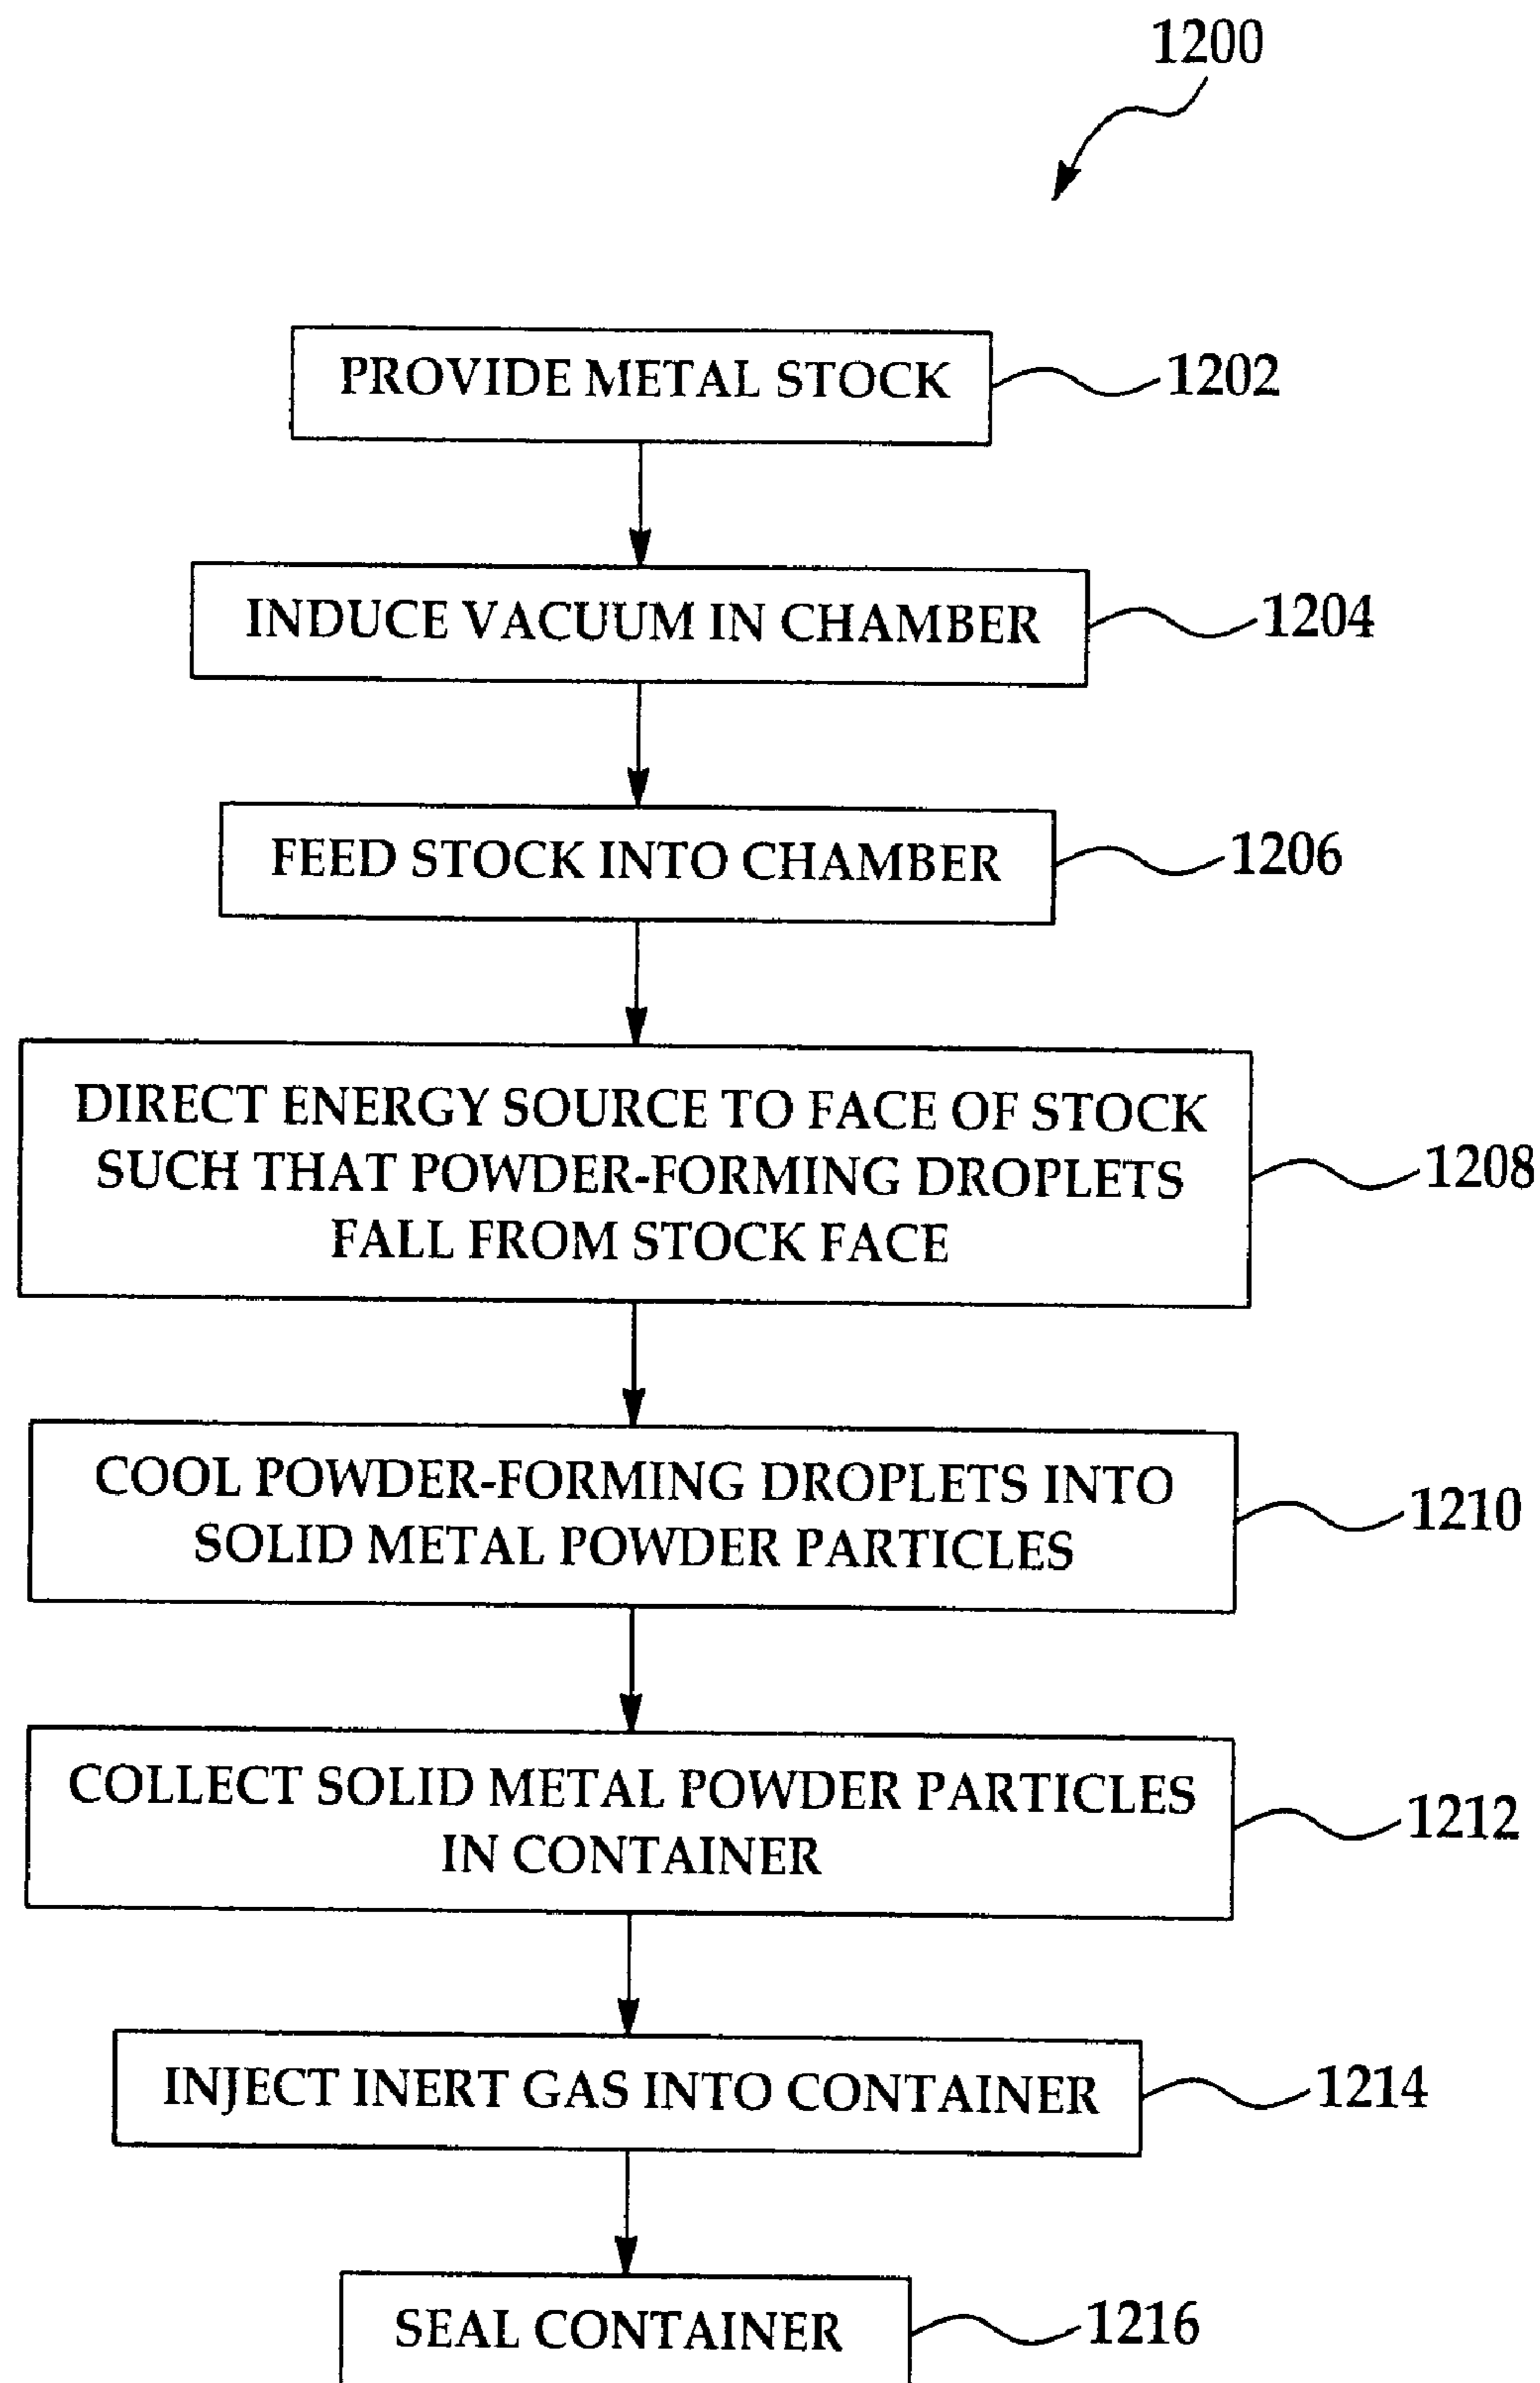 1200
PROVIDE METAL STOCK
1202
INDUCE VACUUM IN CHAMBER
1204
FEED STOCK INTO CHAMBER
1206
DIRECT ENERGY SOURCE TO FACE OF STOCK
SUCH THAT POWDER-FORMING DROPLETS
FALL FROM STOCK FACE
1208
COOL POWDER-FORMING DROPLETS INTO
SOLID METAL POWDER PARTICLES
1210
COLLECT SOLID METAL POWDER PARTICLES
IN CONTAINER
1212
INJECT INERT GAS INTO CONTAINER
1214
SEAL CONTAINER
1216